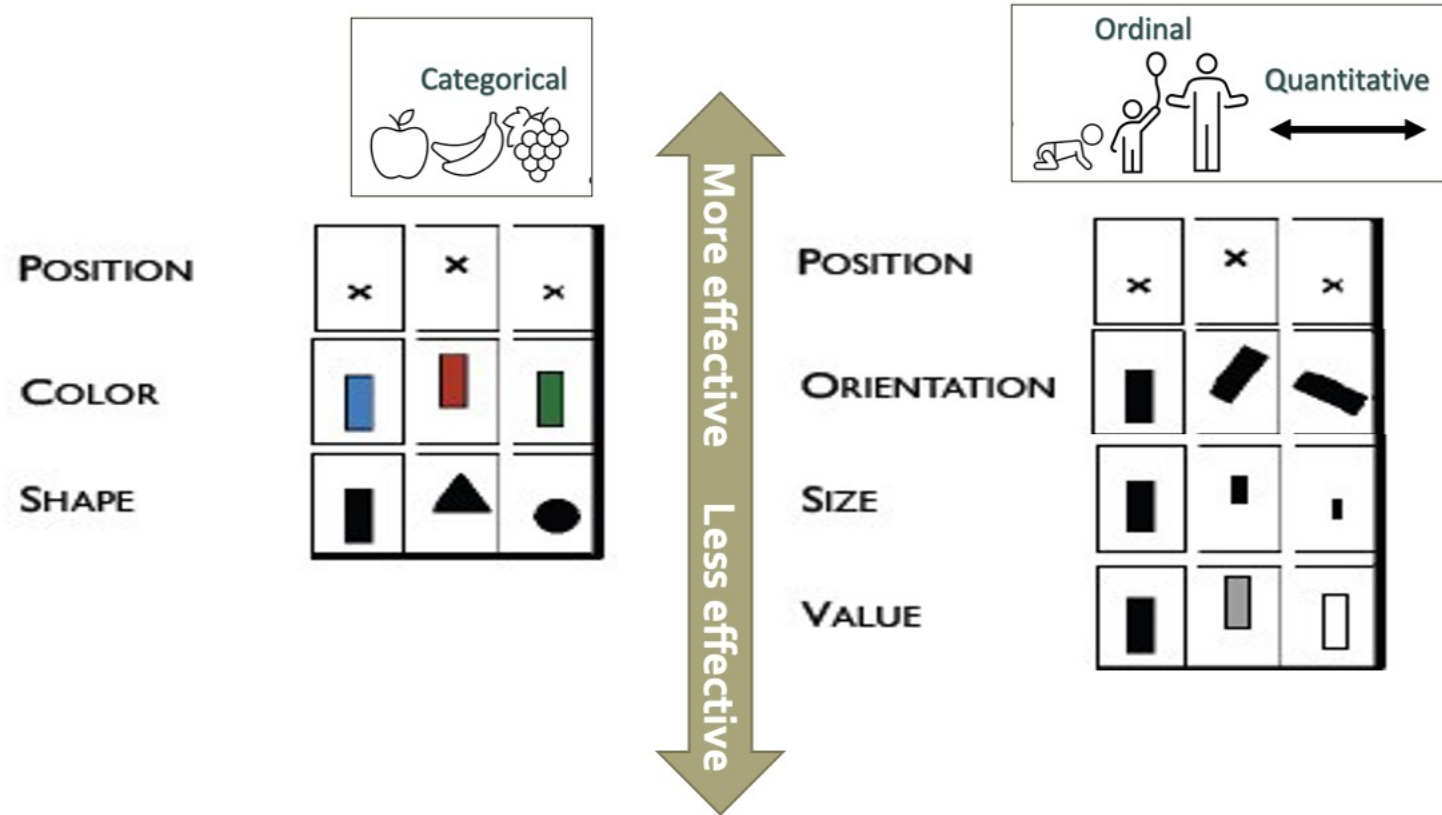 Categorical
Ordinal
Quantitative
More effective Less effective
POSITION
COLOR
SHAPE
POSITION
ORIENTATION
SIZE
VALUE